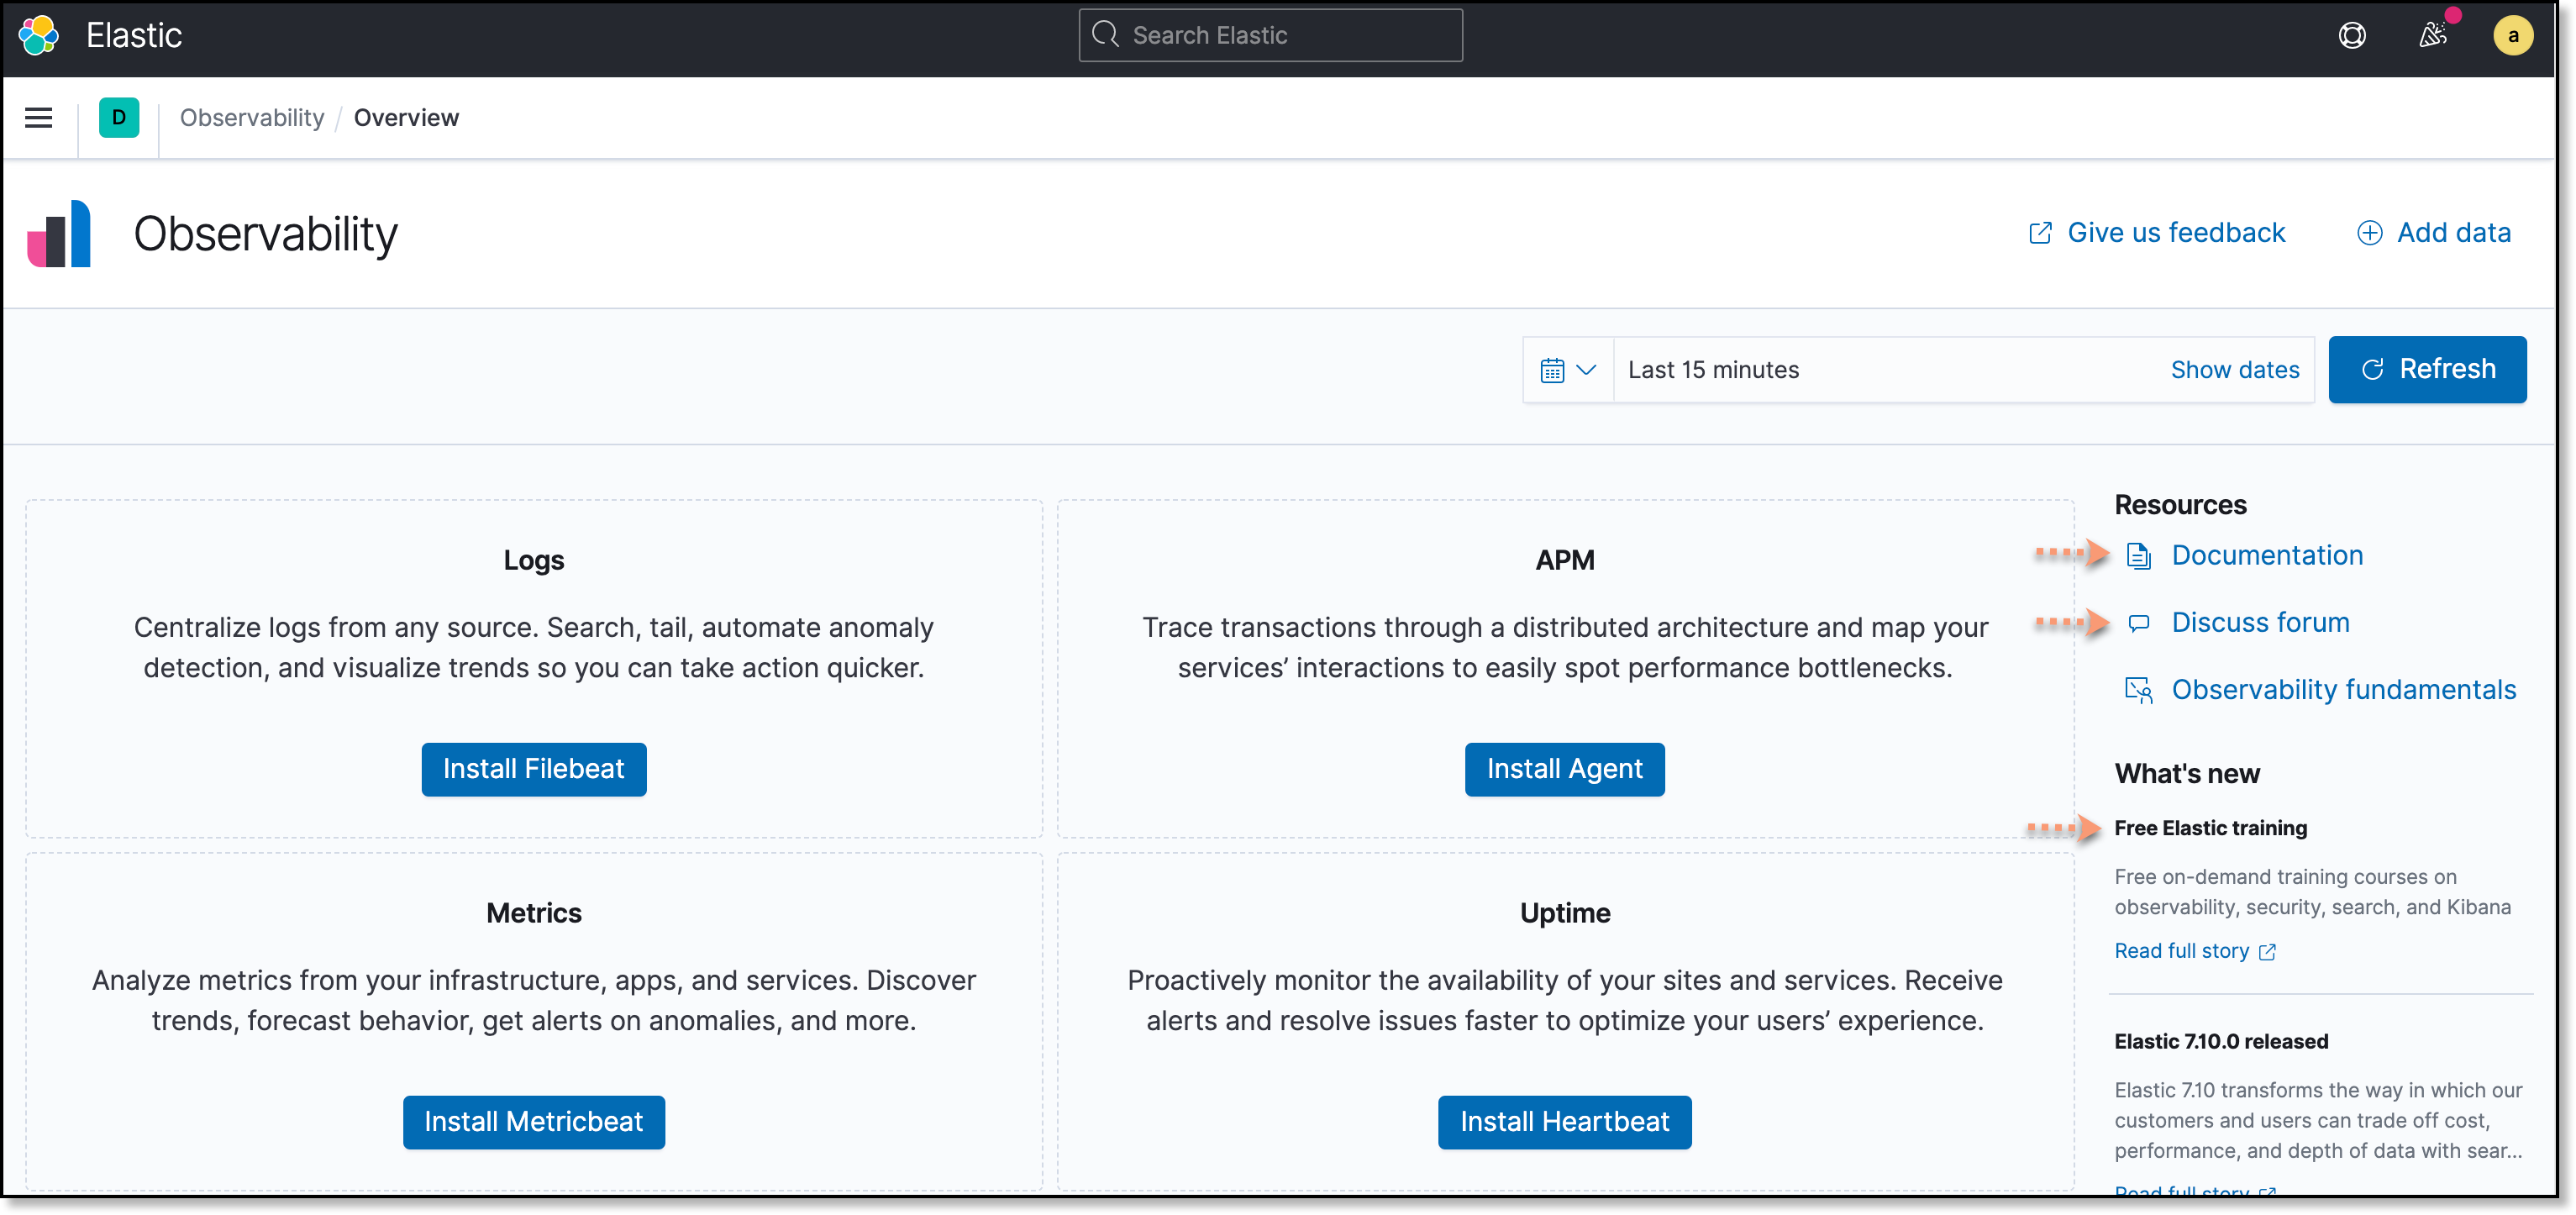 Elastic
Search Elastic
a
D
Observability / Overview
Observability
Give us feedback
Add data
Last 15 minutes
Show dates
Refresh
Logs
Centralize logs from any source. Search, tail, automate anomaly
detection, and visualize trends so you can take action quicker.
Install Filebeat
APM
Trace transactions through a distributed architecture and map your
services’ interactions to easily spot performance bottlenecks.
Install Agent
Metrics
Analyze metrics from your infrastructure, apps, and services. Discover
trends, forecast behavior, get alerts on anomalies, and more.
Install Metricbeat
Uptime
Proactively monitor the availability of your sites and services. Receive
alerts and resolve issues faster to optimize your users’ experience.
Install Heartbeat
Resources
Documentation
Discuss forum
Observability fundamentals
What's new
Free Elastic training
Free on-demand training courses on
observability, security, search, and Kibana
Read full story
Elastic 7.10.0 released
Elastic 7.10 transforms the way in which our
customers and users can trade off cost,
performance, and depth of data with sear...
Read full story